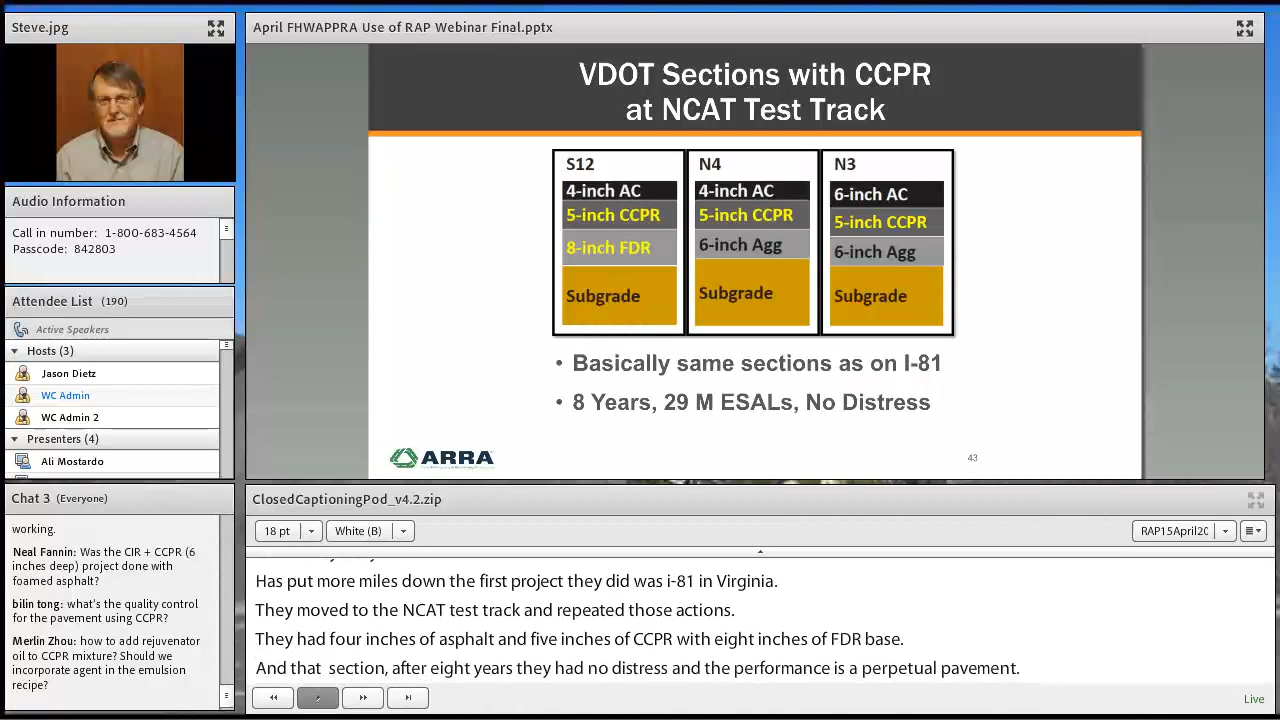 Steve.jpg
Audio Information
Call in number: 1-800-683-4564
Passcode: 842803
Attendee List (190)
Active Speakers
Hosts (3)
Jason Dietz
WC Admin
WC Admin 2
Presenters (4)
Ali Mostardo
Chat 3 (Everyone)
working.
Neal Fannin: Was the CIR + CCPR (6
inches deep) project done with
foamed asphalt?
bilin tong: what's the quality control
for the pavement using CCPR?
Merlin Zhou: how to add rejuvenator
oil to CCPR mixture? Should we
incorporate agent in the emulsion
recipe?
April FHWAPPRA Use of RAP Webinar Final.pptx
VDOT Sections with CCPR
at NCAT Test Track
S12
4-inch AC
5-inch CCPR
8-inch FDR
Subgrade
N4
4-inch AC
5-inch CCPR
6-inch Agg
Subgrade
N3
6-inch AC
5-inch CCPR
6-inch Agg
Subgrade
• Basically same sections as on I-81
• 8 Years, 29 M ESALs, No Distress
ARRA
43
ClosedCaptioningPod_v4.2.zip
18 pt
White (B)
RAP15April20
Has put more miles down the first project they did was i-81 in Virginia.
They moved to the NCAT test track and repeated those actions.
They had four inches of asphalt and five inches of CCPR with eight inches of FDR base.
And that section, after eight years they had no distress and the performance is a perpetual pavement.
Live